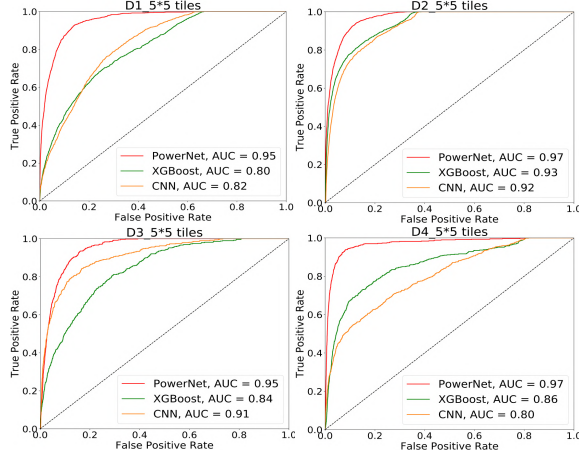 D1_5*5 tiles
True Positive Rate
1.0
0.8
0.6
0.4
0.2
0.0
PowerNet, AUC = 0.95
XGBoost, AUC = 0.80
CNN, AUC = 0.82
0.0 0.2 0.4 0.6 0.8 1.0
False Positive Rate
D2_5*5 tiles
True Positive Rate
1.0
0.8
0.6
0.4
0.2
0.0
PowerNet, AUC = 0.97
XGBoost, AUC = 0.93
CNN, AUC = 0.92
0.0 0.2 0.4 0.6 0.8 1.0
False Positive Rate
D3_5*5 tiles
True Positive Rate
1.0
0.8
0.6
0.4
0.2
0.0
PowerNet, AUC = 0.95
XGBoost, AUC = 0.84
CNN, AUC = 0.91
0.0 0.2 0.4 0.6 0.8 1.0
False Positive Rate
D4_5*5 tiles
True Positive Rate
1.0
0.8
0.6
0.4
0.2
0.0
PowerNet, AUC = 0.97
XGBoost, AUC = 0.86
CNN, AUC = 0.80
0.0 0.2 0.4 0.6 0.8 1.0
False Positive Rate